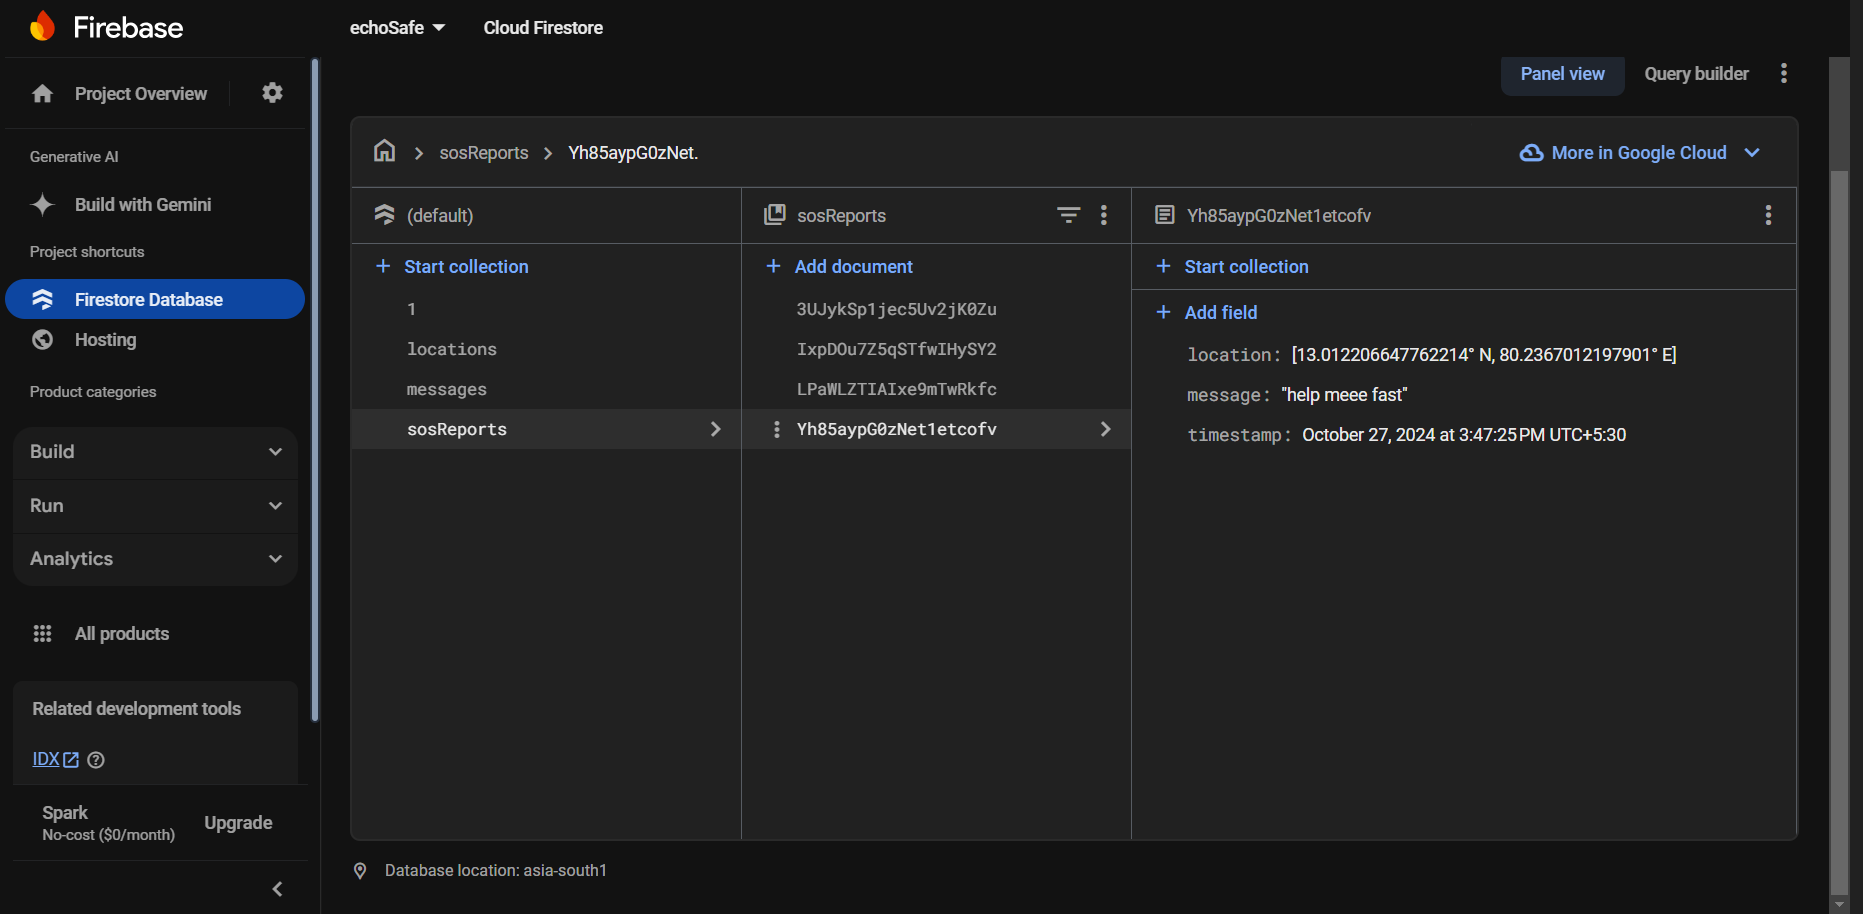 Firebase
echoSafe
Cloud Firestore
Project Overview
Generative AI
Build with Gemini
Project shortcuts
Firestore Database
Hosting
Product categories
Build
Run
Analytics
All products
Related development tools
IDX
Spark
No-cost ($0/month)
Upgrade
Panel view
Query builder
sosReports
Yh85aypG0zNet.
More in Google Cloud
(default)
Start collection
1
locations
messages
sosReports
sosReports
Add document
3UJykSp1jec5Uv2jK0Zu
IxpDOu7Z5qSTfwIHySY2
LPaWLZTIAIxe9mTwRkfc
Yh85aypG0zNet1etcofv
Yh85aypG0zNet1etcofv
Start collection
Add field
location: [13.012206647762214° N, 80.2367012197901° E]
message: "help meee fast"
timestamp: October 27, 2024 at 3:47:25 PM UTC+5:30
Database location: asia-south1